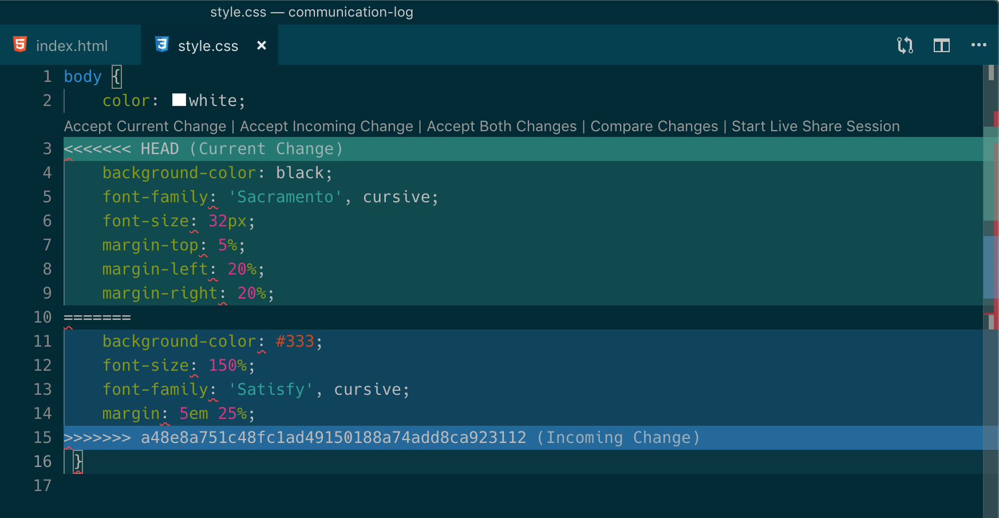 style.css — communication-log
index.html style.css ×
1 body {
2     color: white;
Accept Current Change | Accept Incoming Change | Accept Both Changes | Compare Changes | Start Live Share Session
3 <<<<<<< HEAD (Current Change)
4     background-color: black;
5     font-family: 'Sacramento', cursive;
6     font-size: 32px;
7     margin-top: 5%;
8     margin-left: 20%;
9     margin-right: 20%;
10 =======
11     background-color: #333;
12     font-size: 150%;
13     font-family: 'Satisfy', cursive;
14     margin: 5em 25%;
15 >>>>>>> a48e8a751c48fc1ad49150188a74add8ca923112 (Incoming Change)
16  }
17